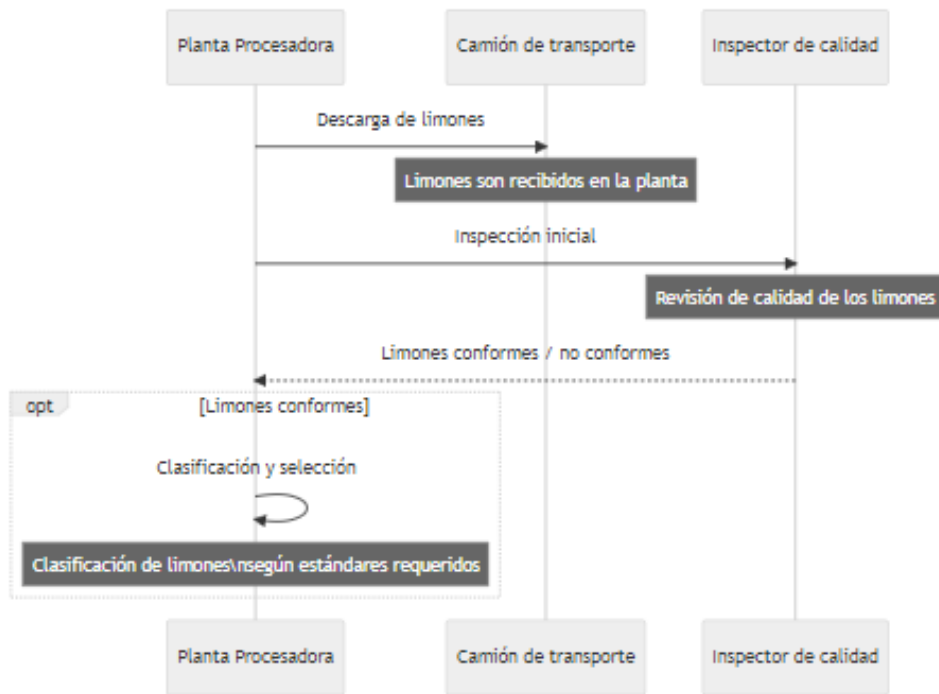 Planta Procesadora
Camión de transporte
Inspector de calidad
Descarga de limones
Limones son recibidos en la planta
Inspección inicial
Revisión de calidad de los limones
Limones conformes / no conformes
opt
[Limones conformes]
Clasificación y selección
Clasificación de limones\nsegún estándares requeridos
Planta Procesadora
Camión de transporte
Inspector de calidad